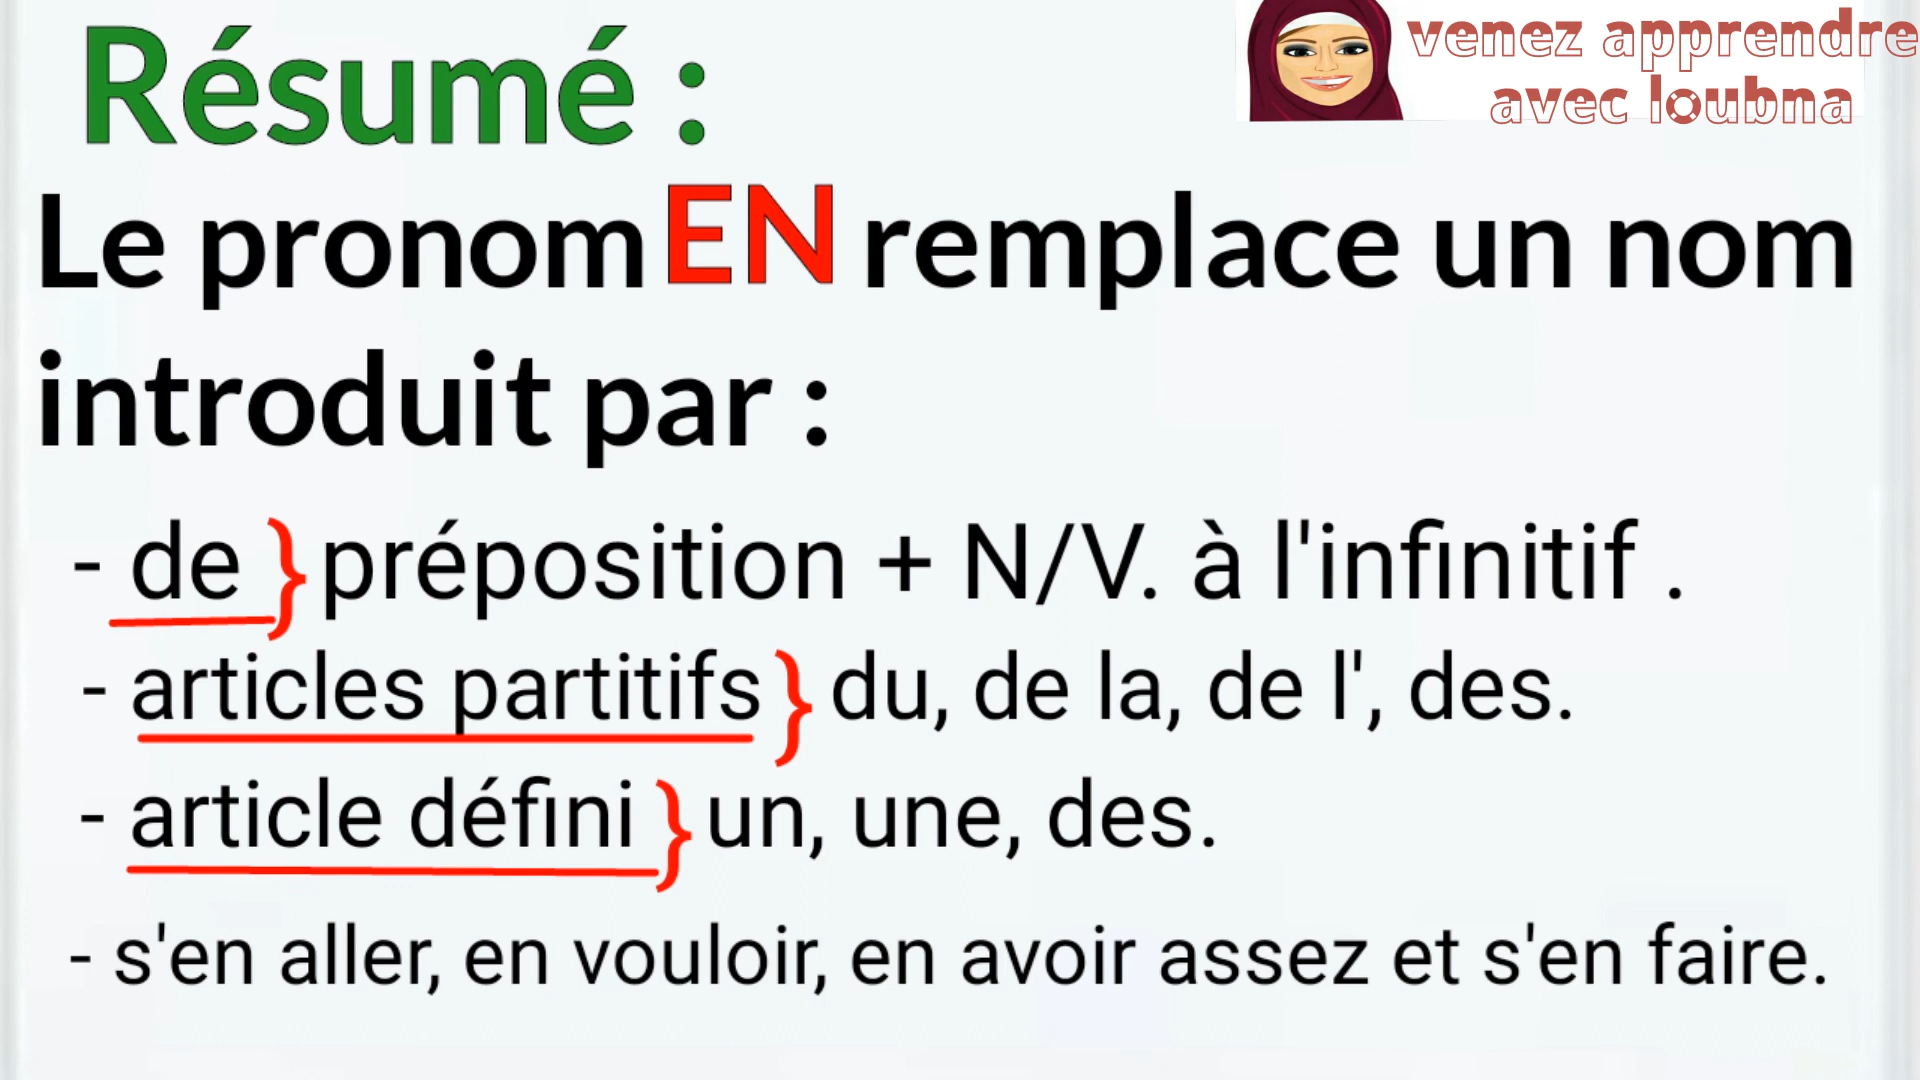 Résumé :
venez apprendre
avec loubna
Le pronom EN remplace un nom
introduit par :
- de } préposition + N/V. à l'infinitif .
- articles partitifs } du, de la, de l', des.
- article défini } un, une, des.
- s'en aller, en vouloir, en avoir assez et s'en faire.